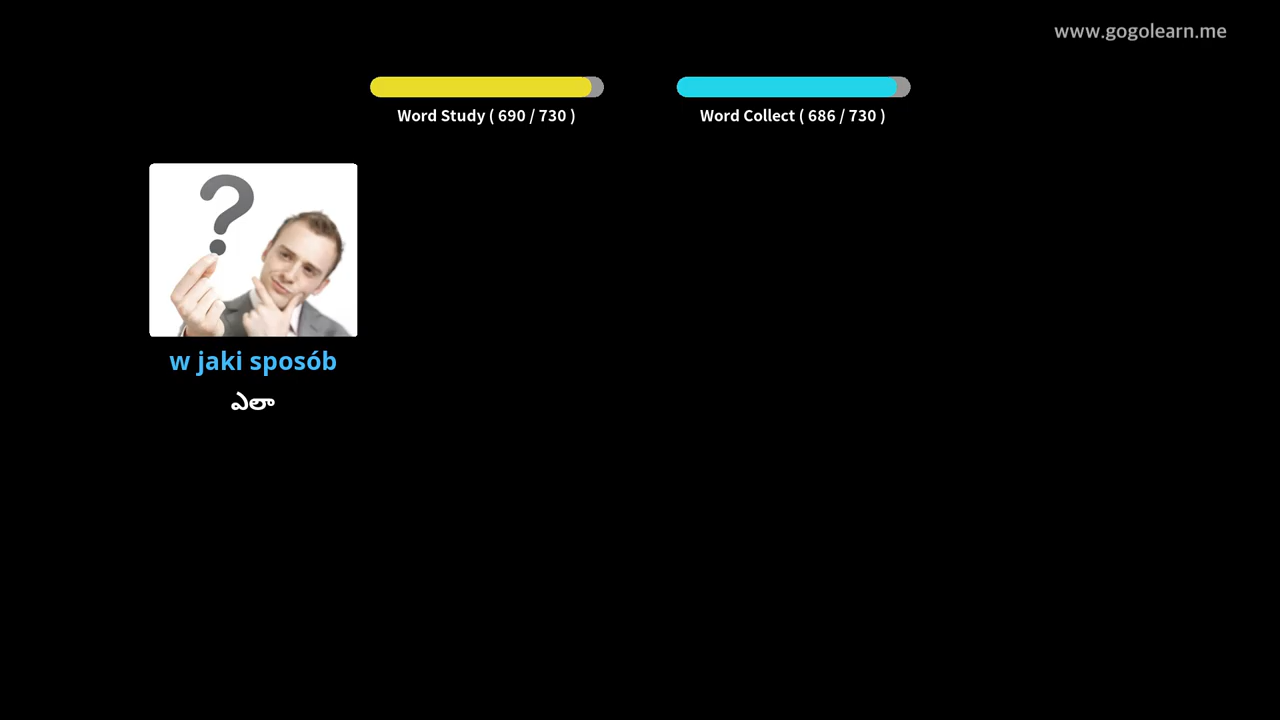 www.gogolearn.me
Word Study ( 690 / 730 )
Word Collect ( 686 / 730 )
w jaki sposób
ఎలా